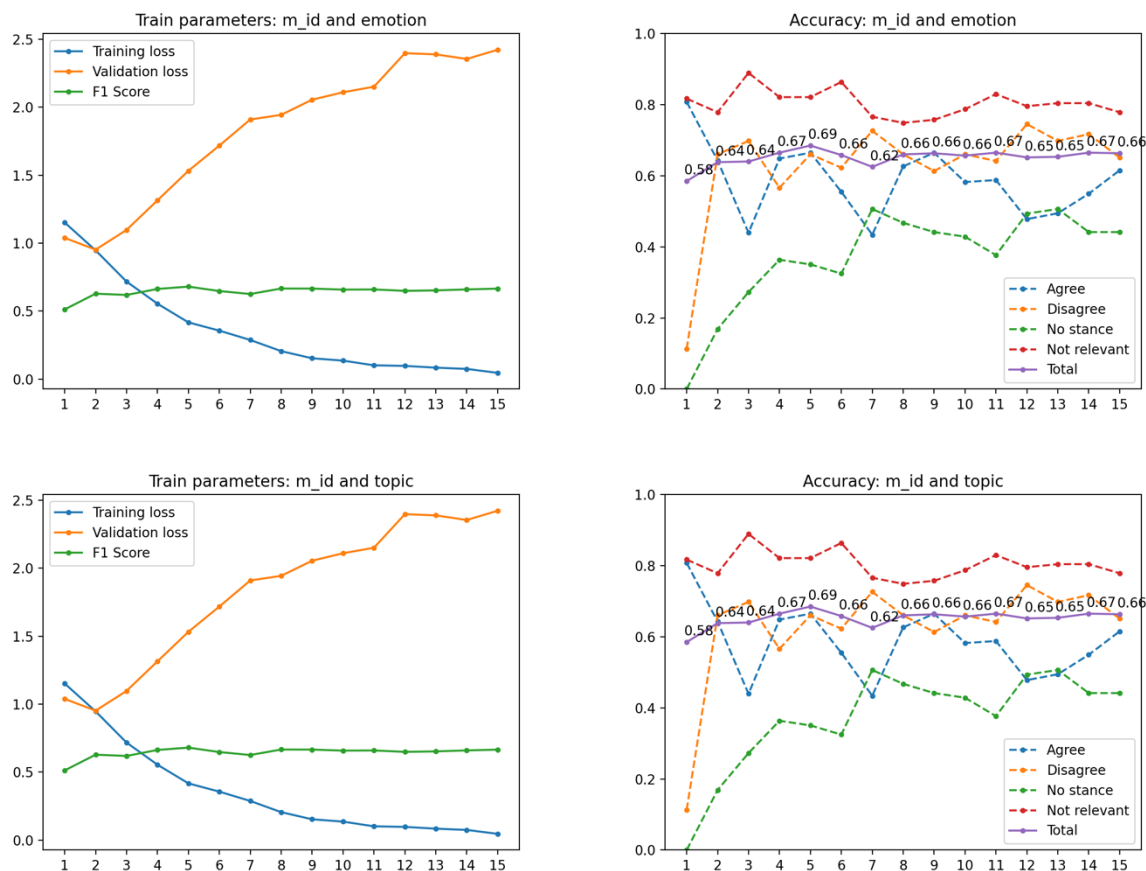 Train parameters: m_id and emotion
2.5
2.0
1.5
1.0
0.5
0.0
Training loss
Validation loss
F1 Score
1 2 3 4 5 6 7 8 9 10 11 12 13 14 15
Accuracy: m_id and emotion
1.0
0.8
0.6
0.4
0.2
0.0
0.58 0.64 0.64 0.67 0.69 0.66 0.62 0.66 0.66 0.66 0.67 0.65 0.65 0.67 0.66
Agree
Disagree
No stance
Not relevant
Total
1 2 3 4 5 6 7 8 9 10 11 12 13 14 15
Train parameters: m_id and topic
2.5
2.0
1.5
1.0
0.5
0.0
Training loss
Validation loss
F1 Score
1 2 3 4 5 6 7 8 9 10 11 12 13 14 15
Accuracy: m_id and topic
1.0
0.8
0.6
0.4
0.2
0.0
0.58 0.64 0.64 0.67 0.69 0.66 0.62 0.66 0.66 0.66 0.67 0.65 0.65 0.67 0.66
Agree
Disagree
No stance
Not relevant
Total
1 2 3 4 5 6 7 8 9 10 11 12 13 14 15